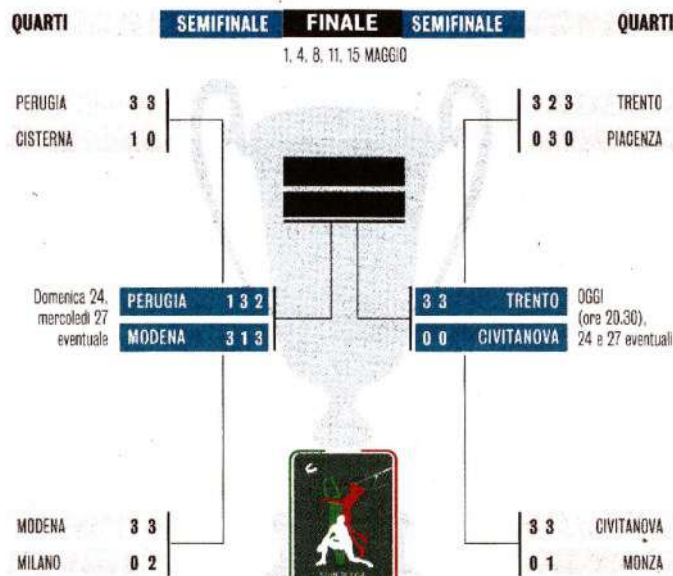 QUARTI SEMIFINALE FINALE SEMIFINALE QUARTI
1, 4, 8, 11, 15 MAGGIO
PERUGIA 3 3
CISTERNA 1 0
3 2 3 TRENTO
0 3 0 PIACENZA
Domenica 24,
mercoledì 27
eventuale
PERUGIA 1 3 2
MODENA 3 1 3
3 3 TRENTO
0 0 CIVITANOVA
OGGI
(ore 20.30),
24 e 27 eventuali
MODENA 3 3
MILANO 0 2
3 3 CIVITANOVA
0 1 MONZA